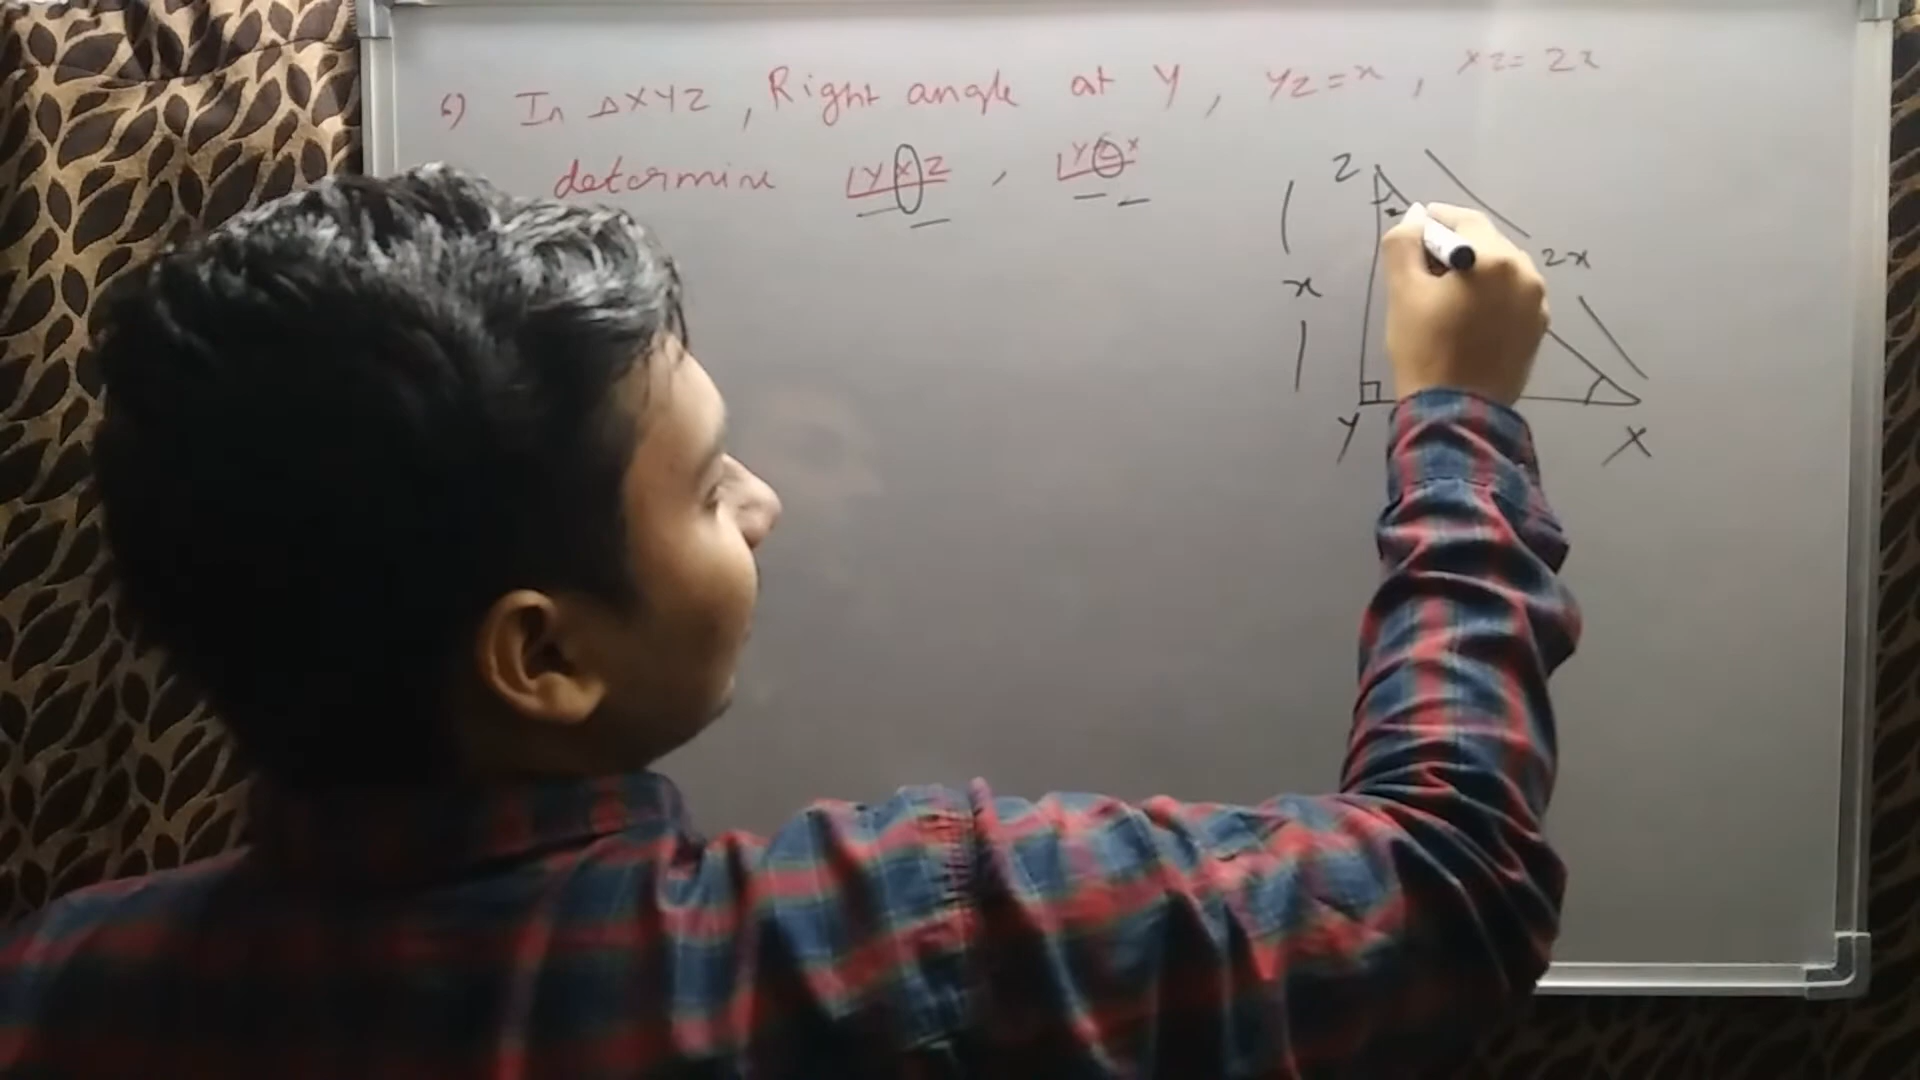 6) In ΔXYZ, Right angle at Y, YZ=x, XZ=2x
determine ∠YXZ, ∠YZX
Z
2x
x
Y
X